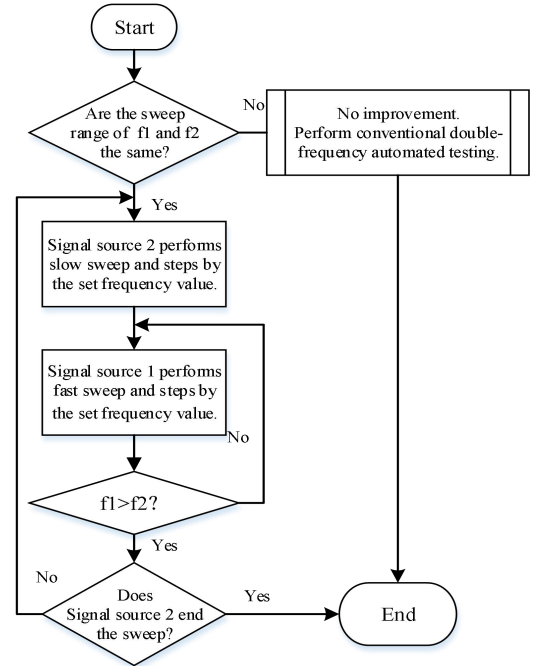 Start
Are the sweep
range of f1 and f2
the same?
No
No improvement.
Perform conventional double-
frequency automated testing.
Yes
Signal source 2 performs
slow sweep and steps by
the set frequency value.
Signal source 1 performs
fast sweep and steps by
the set frequency value.
No
f1>f2?
Yes
No
Does
Signal source 2 end
the sweep?
Yes
End